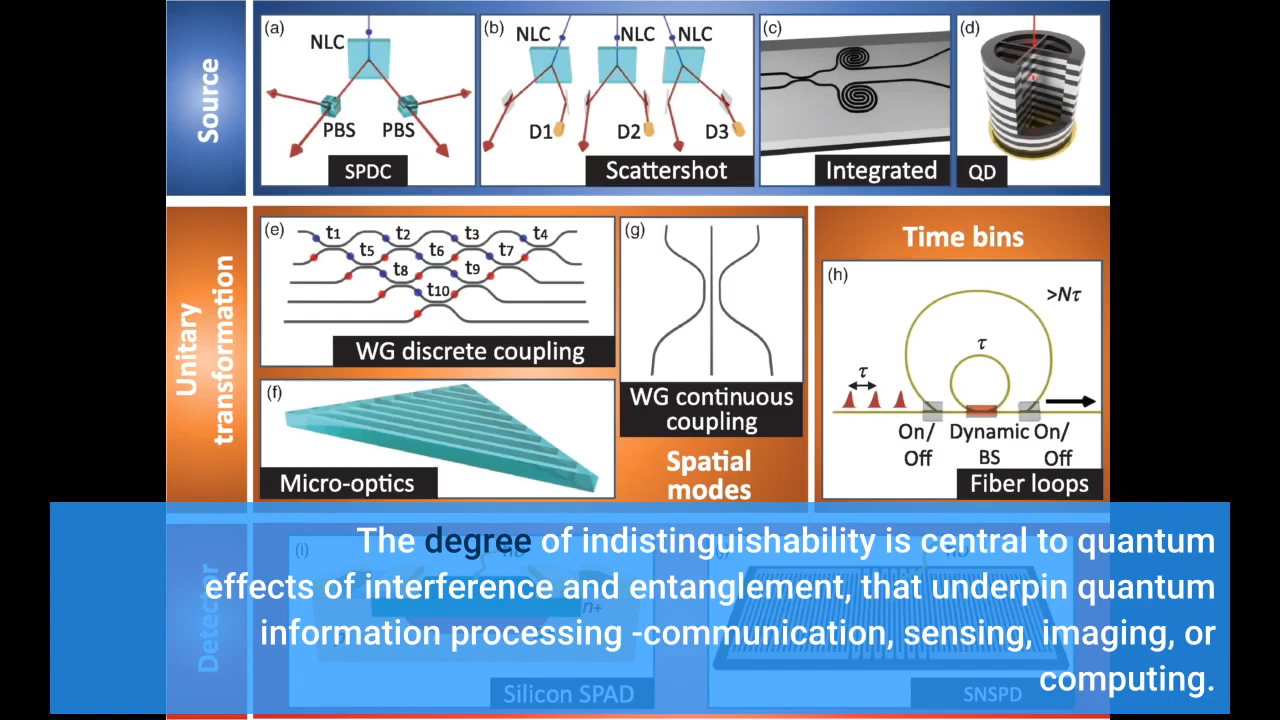 Source
(a)
NLC
PBS PBS
SPDC
(b)
NLC NLC NLC
D1 D2 D3
Scattershot
(c)
Integrated
(d)
QD
Unitary
transformation
(e)
t1 t2 t3 t4
t5 t6 t7
t8 t9
t10
WG discrete coupling
(f)
Micro-optics
(g)
WG continuous
coupling
Spatial
modes
Time bins
(h)
>Nτ
τ
τ
On/
Off
Dynamic
BS
On/
Off
Fiber loops
Detector
(i)
n+
Silicon SPAD
SNSPD
The degree of indistinguishability is central to quantum
effects of interference and entanglement, that underpin quantum
information processing -communication, sensing, imaging, or
computing.